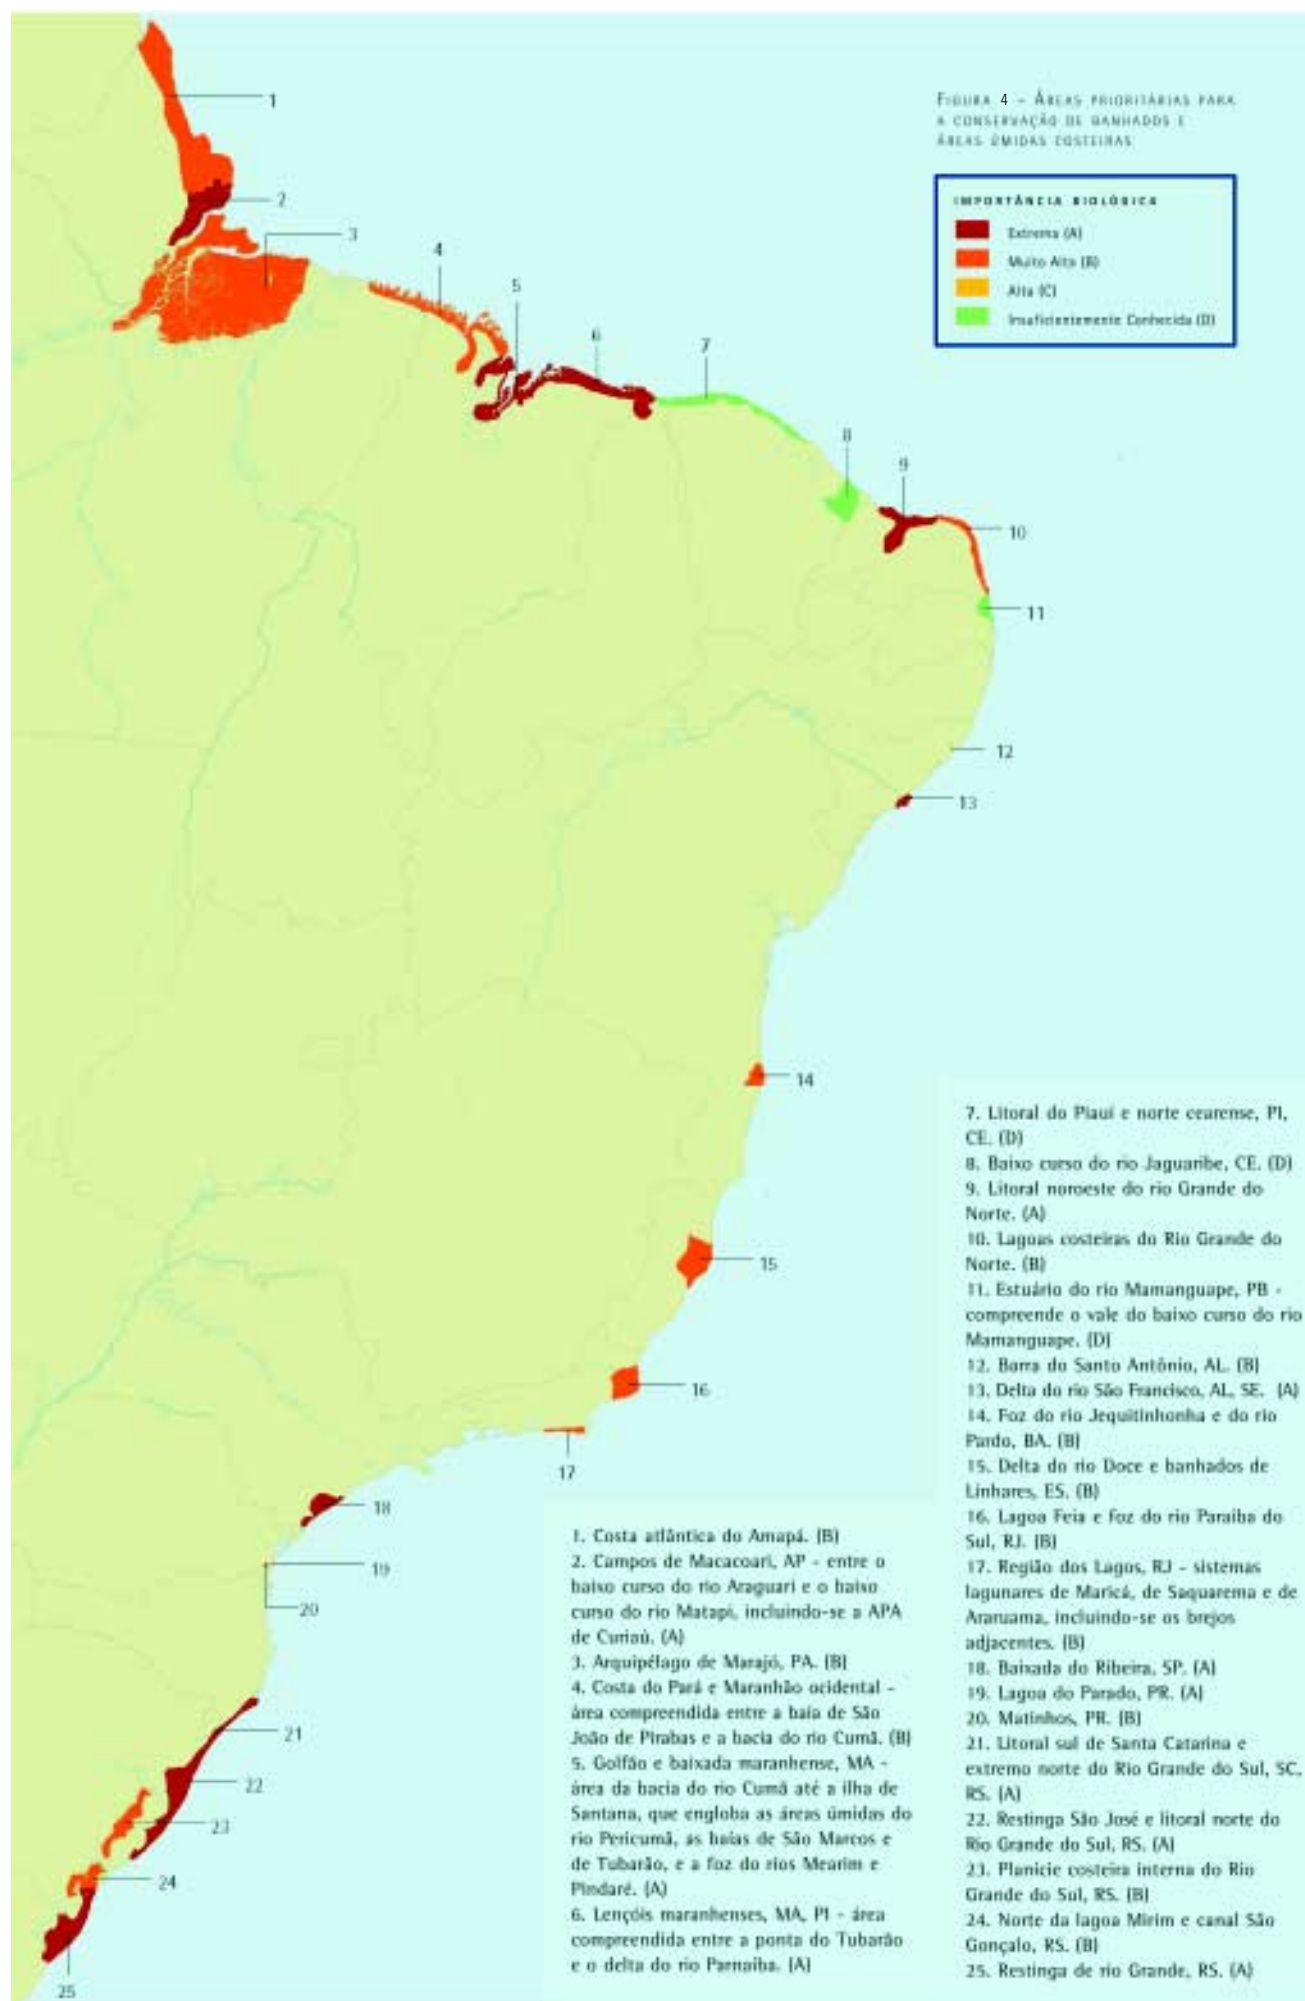 FIGURA 4 - ÁREAS PRIORITÁRIAS PARA
A CONSERVAÇÃO DE BANHADOS E
ÁREAS ÚMIDAS COSTEIRAS
IMPORTÂNCIA BIOLÓGICA
Extrema (A)
Muito Alta (B)
Alta (C)
Insuficientemente Conhecida (D)
1
2
3
4
5
6
7
8
9
10
11
12
13
14
15
16
17
18
19
20
21
22
23
24
25
1. Costa atlântica do Amapá. (B)
2. Campos de Macacoari, AP - entre o
baixo curso do rio Araguari e o baixo
curso do rio Matapi, incluindo-se a APA
de Curiaú. (A)
3. Arquipélago de Marajó, PA. (B)
4. Costa do Pará e Maranhão ocidental -
área compreendida entre a baía de São
João de Pirabas e a bacia do rio Cumã. (B)
5. Golfão e baixada maranhense, MA -
área da bacia do rio Cumã até a ilha de
Santana, que engloba as áreas úmidas do
rio Pericumã, as baías de São Marcos e
de Tubarão, e a foz do rios Mearim e
Pindaré. (A)
6. Lençóis maranhenses, MA, PI - área
compreendida entre a ponta do Tubarão
e o delta do rio Parnaíba. (A)
7. Litoral do Piauí e norte cearense, PI,
CE. (D)
8. Baixo curso do rio Jaguaribe, CE. (D)
9. Litoral noroeste do rio Grande do
Norte. (A)
10. Lagoas costeiras do Rio Grande do
Norte. (B)
11. Estuário do rio Mamanguape, PB -
compreende o vale do baixo curso do rio
Mamanguape. (D)
12. Barra do Santo Antônio, AL. (B)
13. Delta do rio São Francisco, AL, SE. (A)
14. Foz do rio Jequitinhonha e do rio
Pardo, BA. (B)
15. Delta do rio Doce e banhados de
Linhares, ES. (B)
16. Lagoa Feia e foz do rio Paraíba do
Sul, RJ. (B)
17. Região dos Lagos, RJ - sistemas
lagunares de Maricá, de Saquarema e de
Araruama, incluindo-se os brejos
adjacentes. (B)
18. Baixada do Ribeira, SP. (A)
19. Lagoa do Parado, PR. (A)
20. Matinhos, PR. (B)
21. Litoral sul de Santa Catarina e
extremo norte do Rio Grande do Sul, SC,
RS. (A)
22. Restinga São José e litoral norte do
Rio Grande do Sul, RS. (A)
23. Planície costeira interna do Rio
Grande do Sul, RS. (B)
24. Norte da lagoa Mirim e canal São
Gonçalo, RS. (B)
25. Restinga de rio Grande, RS. (A)